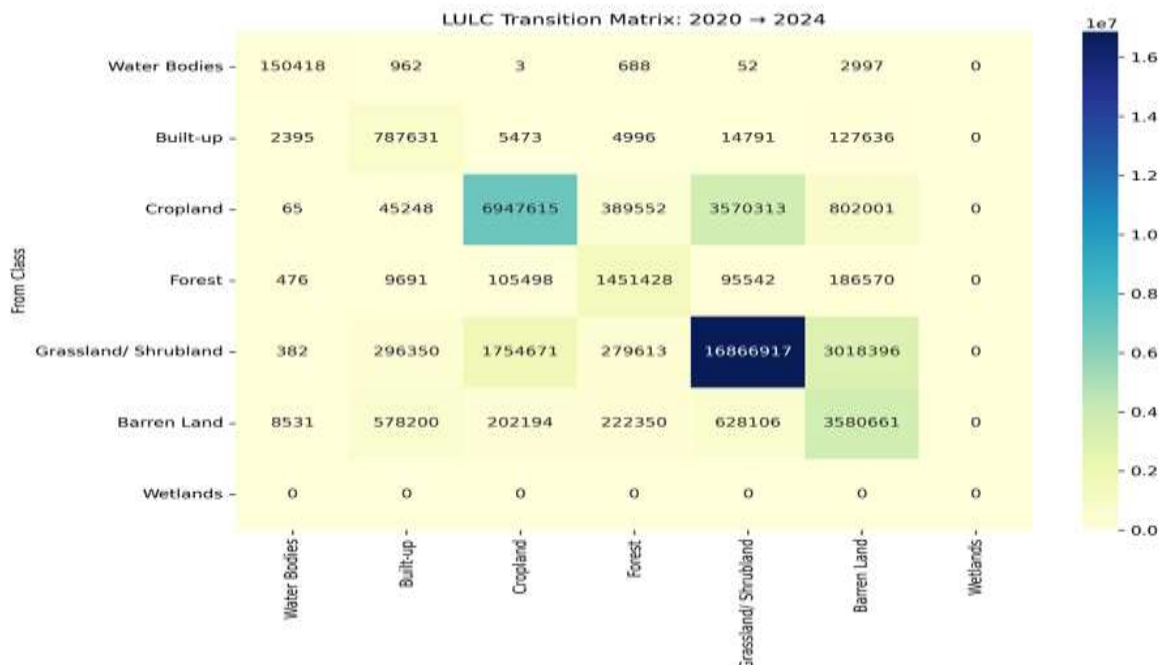 LULC Transition Matrix: 2020 → 2024
1e7
Water Bodies 150418 962 3 688 52 2997 0
Built-up 2395 787631 5473 4996 14791 127636 0
Cropland 65 45248 6947615 389552 3570313 802001 0
Forest 476 9691 105498 1451428 95542 186570 0
Grassland/ Shrubland 382 296350 1754671 279613 16866917 3018396 0
Barren Land 8531 578200 202194 222350 628106 3580661 0
Wetlands 0 0 0 0 0 0 0
From Class
Water Bodies
Built-up
Cropland
Forest
Grassland/ Shrubland
Barren Land
Wetlands
1.6
1.4
1.2
1.0
0.8
0.6
0.4
0.2
0.0